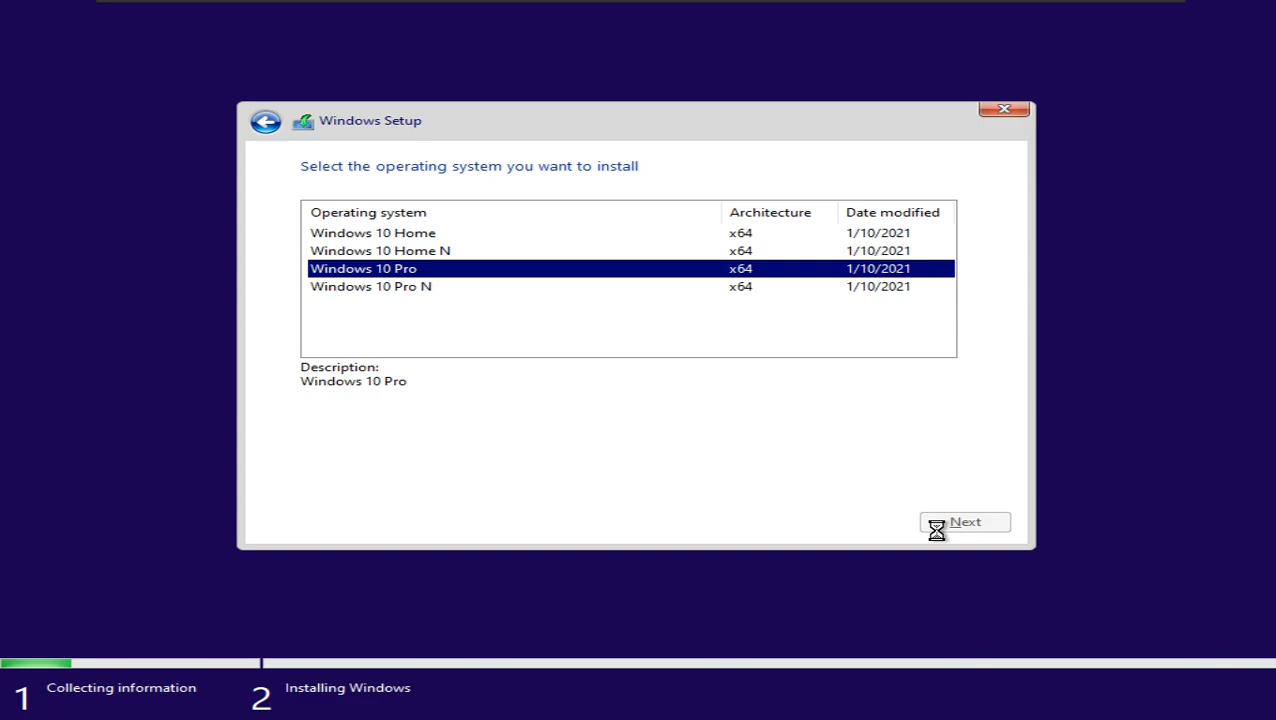 Windows Setup
Select the operating system you want to install
Operating system Architecture Date modified
Windows 10 Home x64 1/10/2021
Windows 10 Home N x64 1/10/2021
Windows 10 Pro x64 1/10/2021
Windows 10 Pro N x64 1/10/2021
Description:
Windows 10 Pro
Next
1 Collecting information 2 Installing Windows